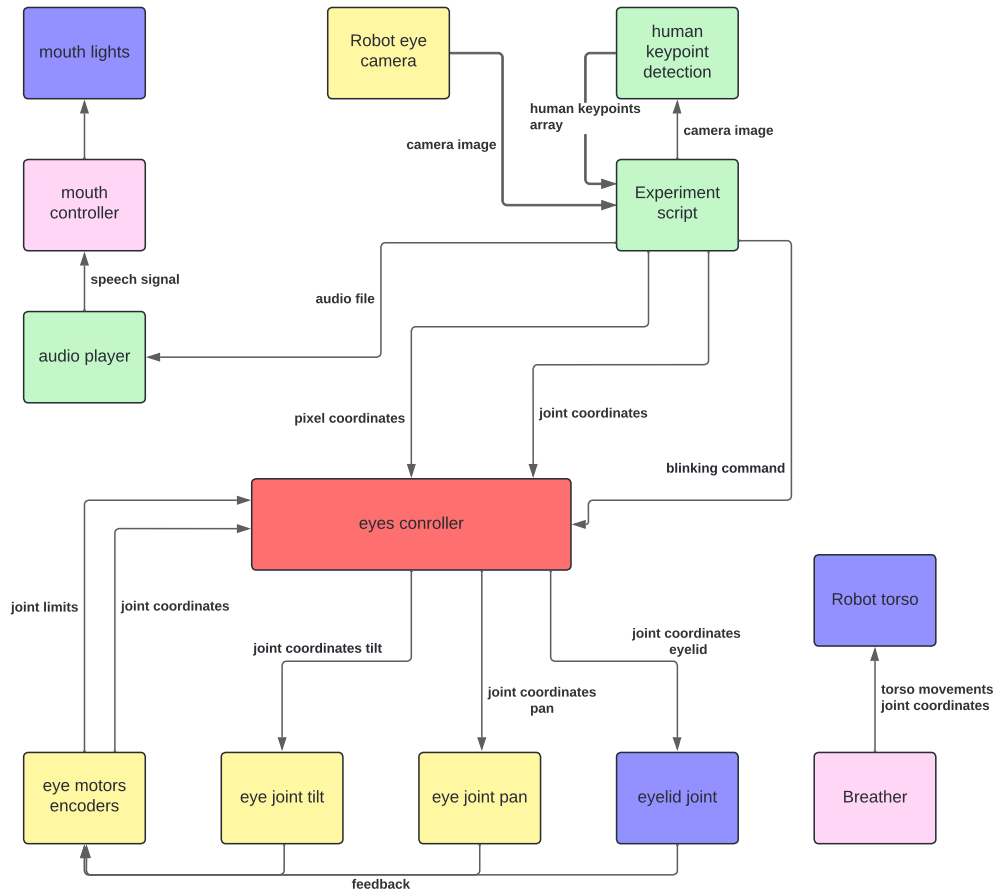 mouth lights
Robot eye
camera
human
keypoint
detection
human keypoints
array
camera image
camera image
mouth
controller
Experiment
script
speech signal
audio file
audio player
pixel coordinates
joint coordinates
blinking command
eyes conroller
joint limits
joint coordinates
Robot torso
joint coordinates tilt
joint coordinates
eyelid
joint coordinates
pan
torso movements
joint coordinates
eye motors
encoders
eye joint tilt
eye joint pan
eyelid joint
Breather
feedback